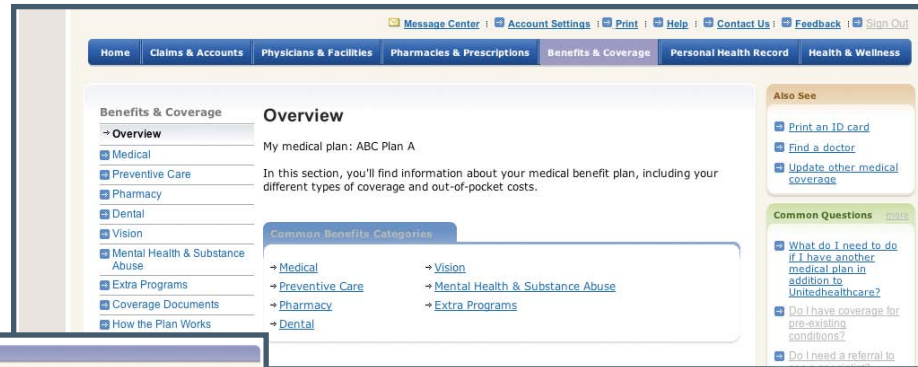 Message Center Account Settings Print Help Contact Us Feedback Sign Out
Home Claims & Accounts Physicians & Facilities Pharmacies & Prescriptions Benefits & Coverage Personal Health Record Health & Wellness
Benefits & Coverage
Overview
Medical
Preventive Care
Pharmacy
Dental
Vision
Mental Health & Substance
Abuse
Extra Programs
Coverage Documents
How the Plan Works
Overview
My medical plan: ABC Plan A
In this section, you'll find information about your medical benefit plan, including your
different types of coverage and out-of-pocket costs.
Common Benefits Categories
Medical
Preventive Care
Pharmacy
Dental
Vision
Mental Health & Substance Abuse
Extra Programs
Also See
Print an ID card
Find a doctor
Update other medical
coverage
Common Questions more
What do I need to do
if I have another
medical plan in
addition to
Unitedhealthcare?
Do I have coverage for
pre-existing
conditions?
Do I need a referral to